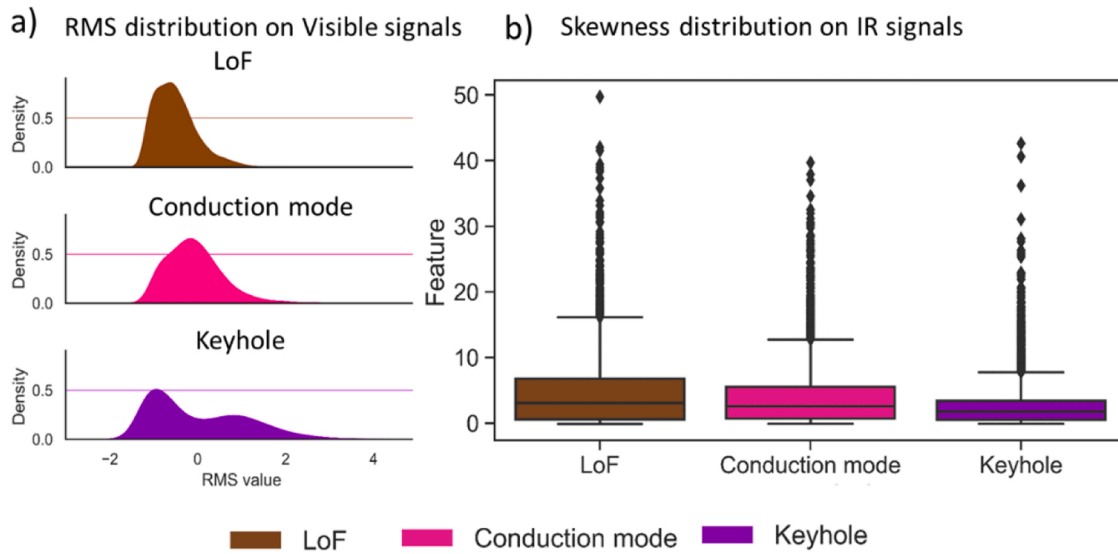 a) RMS distribution on Visible signals
LoF
Density
0.5
0.0
Conduction mode
Density
0.5
0.0
Keyhole
Density
0.5
0.0
−2 0 2 4
RMS value
b) Skewness distribution on IR signals
Feature
50
40
30
20
10
0
LoF Conduction mode Keyhole
LoF Conduction mode Keyhole